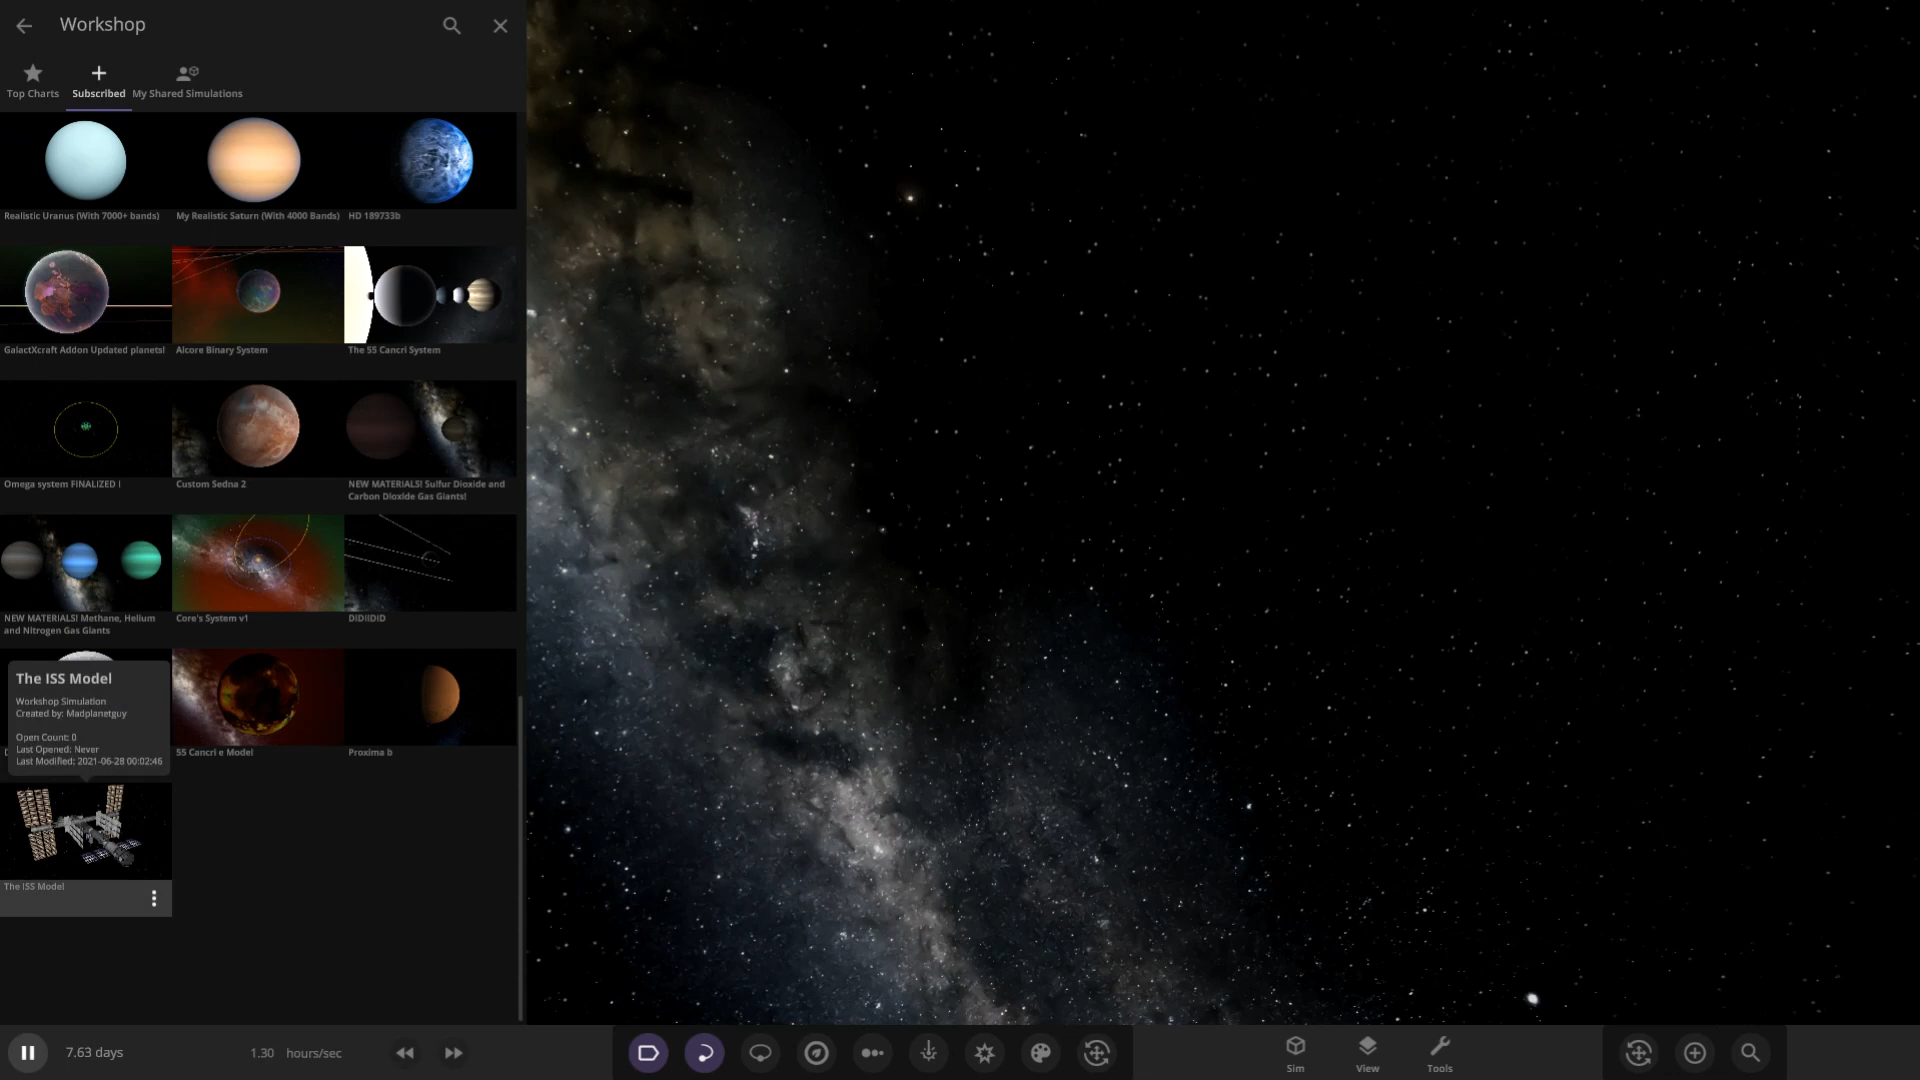 Workshop
Top Charts
Subscribed
My Shared Simulations
Realistic Uranus (With 7000+ bands)
My Realistic Saturn (With 4000 Bands)
HD 189733b
GalactXcraft Addon Updated planets!
Alcore Binary System
The 55 Cancri System
Omega system FINALIZED I
Custom Sedna 2
NEW MATERIALS! Sulfur Dioxide and
Carbon Dioxide Gas Giants!
NEW MATERIALS! Methane, Helium
and Nitrogen Gas Giants
Core's System v1
DIDIIDID
The ISS Model
Workshop Simulation
Created by: Madplanetguy
Open Count: 0
Last Opened: Never
Last Modified: 2021-06-28 00:02:46
55 Cancri e Model
Proxima b
The ISS Model
7.63 days
1.30 hours/sec
Sim
View
Tools